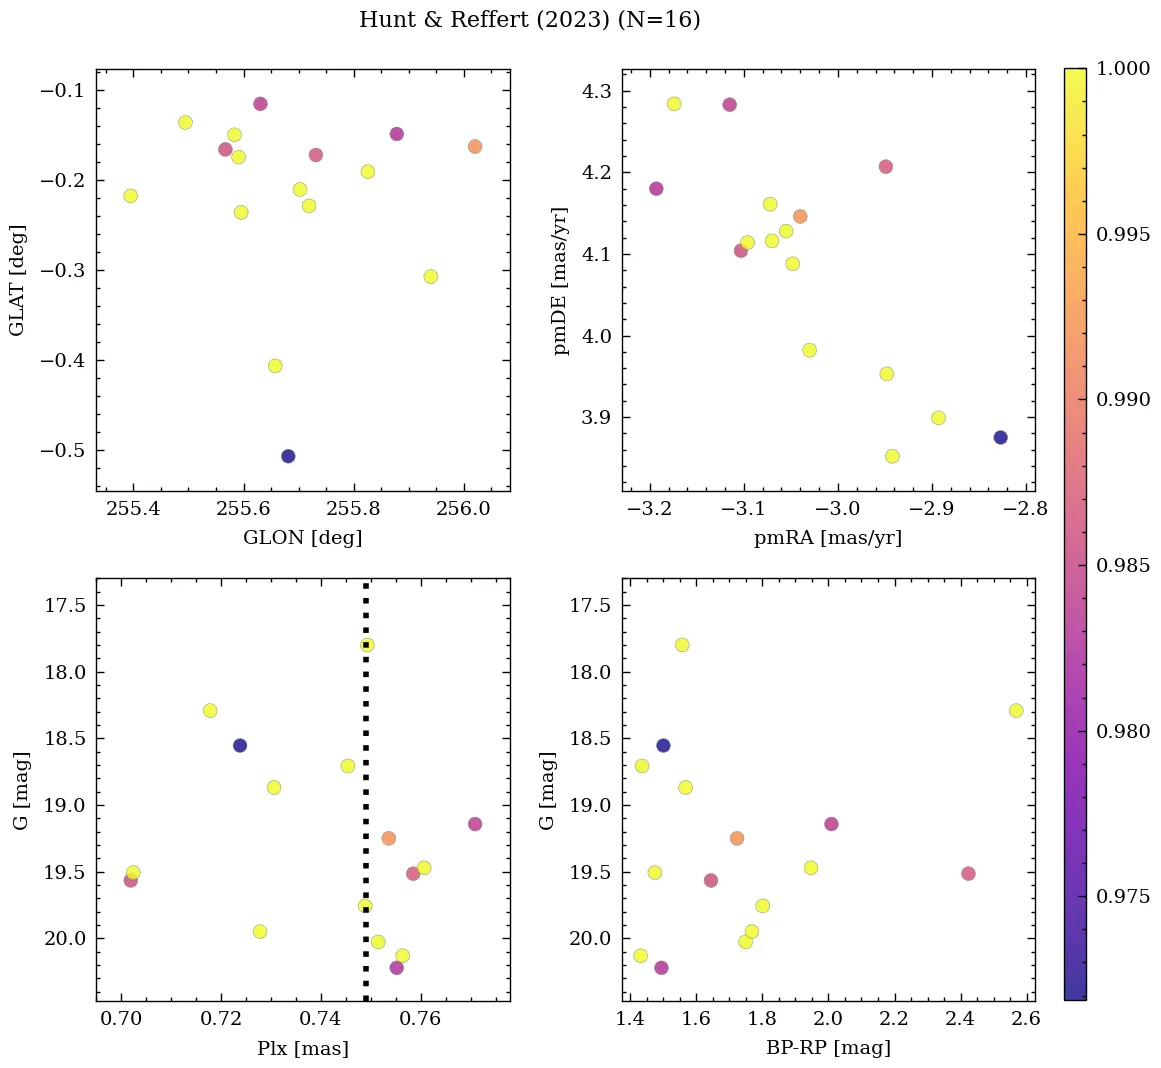 Hunt & Reffert (2023) (N=16)
−0.1
−0.2
−0.3
−0.4
−0.5
GLAT [deg]
255.4 255.6 255.8 256.0
GLON [deg]
4.3
4.2
4.1
4.0
3.9
pmDE [mas/yr]
−3.2 −3.1 −3.0 −2.9 −2.8
pmRA [mas/yr]
1.000
0.995
0.990
0.985
0.980
0.975
17.5
18.0
18.5
19.0
19.5
20.0
G [mag]
0.70 0.72 0.74 0.76
Plx [mas]
17.5
18.0
18.5
19.0
19.5
20.0
G [mag]
1.4 1.6 1.8 2.0 2.2 2.4 2.6
BP-RP [mag]